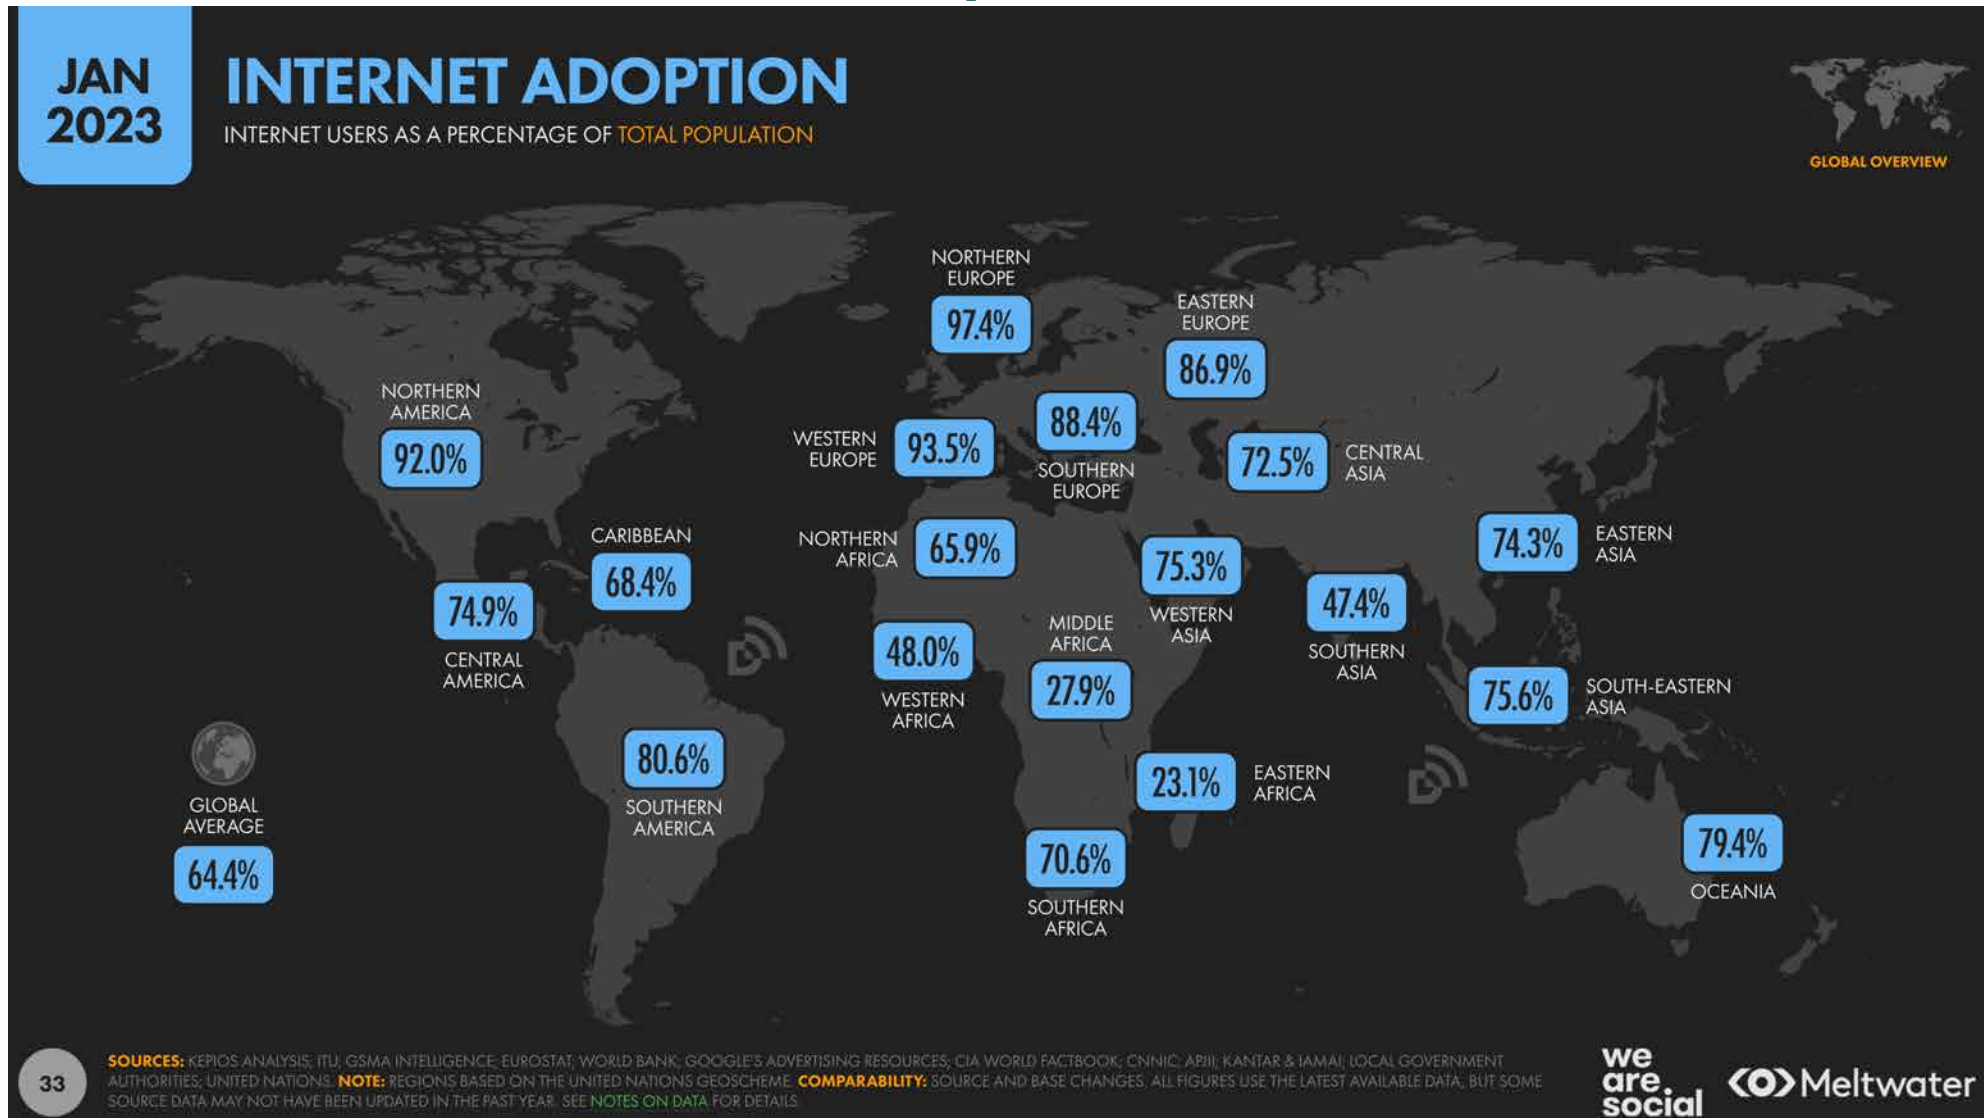 JAN
2023
INTERNET ADOPTION
INTERNET USERS AS A PERCENTAGE OF TOTAL POPULATION
GLOBAL OVERVIEW
NORTHERN
EUROPE
97.4%
EASTERN
EUROPE
86.9%
NORTHERN
AMERICA
92.0%
WESTERN
EUROPE
93.5%
88.4%
SOUTHERN
EUROPE
72.5%
CENTRAL
ASIA
CARIBBEAN
68.4%
NORTHERN
AFRICA
65.9%
75.3%
WESTERN
ASIA
74.3%
EASTERN
ASIA
74.9%
CENTRAL
AMERICA
47.4%
SOUTHERN
ASIA
48.0%
WESTERN
AFRICA
MIDDLE
AFRICA
27.9%
75.6%
SOUTH-EASTERN
ASIA
80.6%
SOUTHERN
AMERICA
23.1%
EASTERN
AFRICA
GLOBAL
AVERAGE
64.4%
70.6%
SOUTHERN
AFRICA
79.4%
OCEANIA
33
SOURCES: KEPIOS ANALYSIS; ITU; GSMA INTELLIGENCE; EUROSTAT; WORLD BANK; GOOGLE'S ADVERTISING RESOURCES; CIA WORLD FACTBOOK; CNNIC; APJII; KANTAR & IAMAI; LOCAL GOVERNMENT
AUTHORITIES; UNITED NATIONS. NOTE: REGIONS BASED ON THE UNITED NATIONS GEOSCHEME. COMPARABILITY: SOURCE AND BASE CHANGES. ALL FIGURES USE THE LATEST AVAILABLE DATA, BUT SOME
SOURCE DATA MAY NOT HAVE BEEN UPDATED IN THE PAST YEAR. SEE NOTES ON DATA FOR DETAILS.
we
are.
social
Meltwater